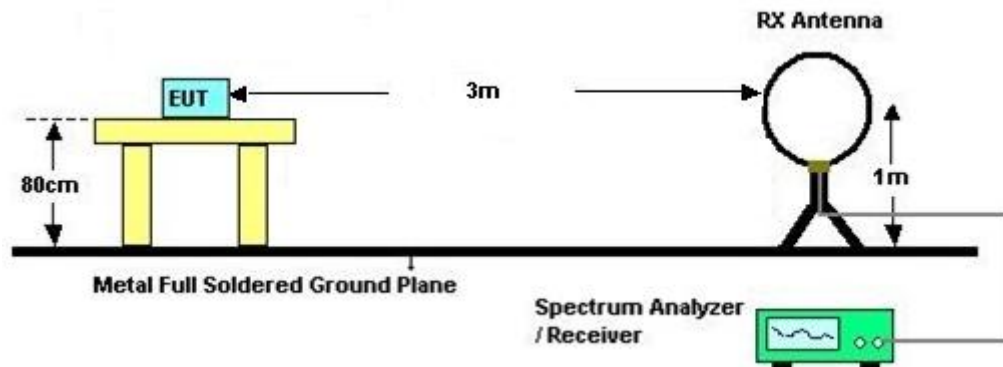 RX Antenna
EUT
3m
80cm
1m
Metal Full Soldered Ground Plane
Spectrum Analyzer
/ Receiver